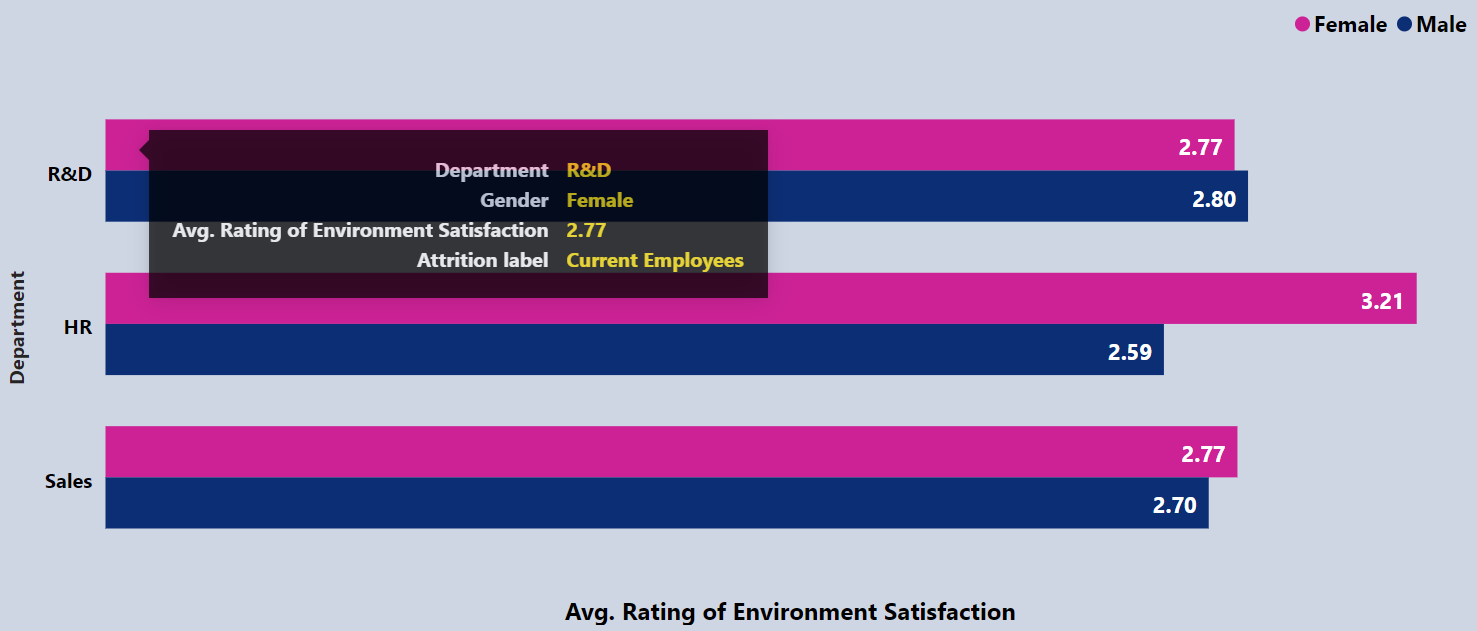 Female Male
R&D
2.77
2.80
Department R&D
Gender Female
Avg. Rating of Environment Satisfaction 2.77
Attrition label Current Employees
Department
HR
3.21
2.59
Sales
2.77
2.70
Avg. Rating of Environment Satisfaction